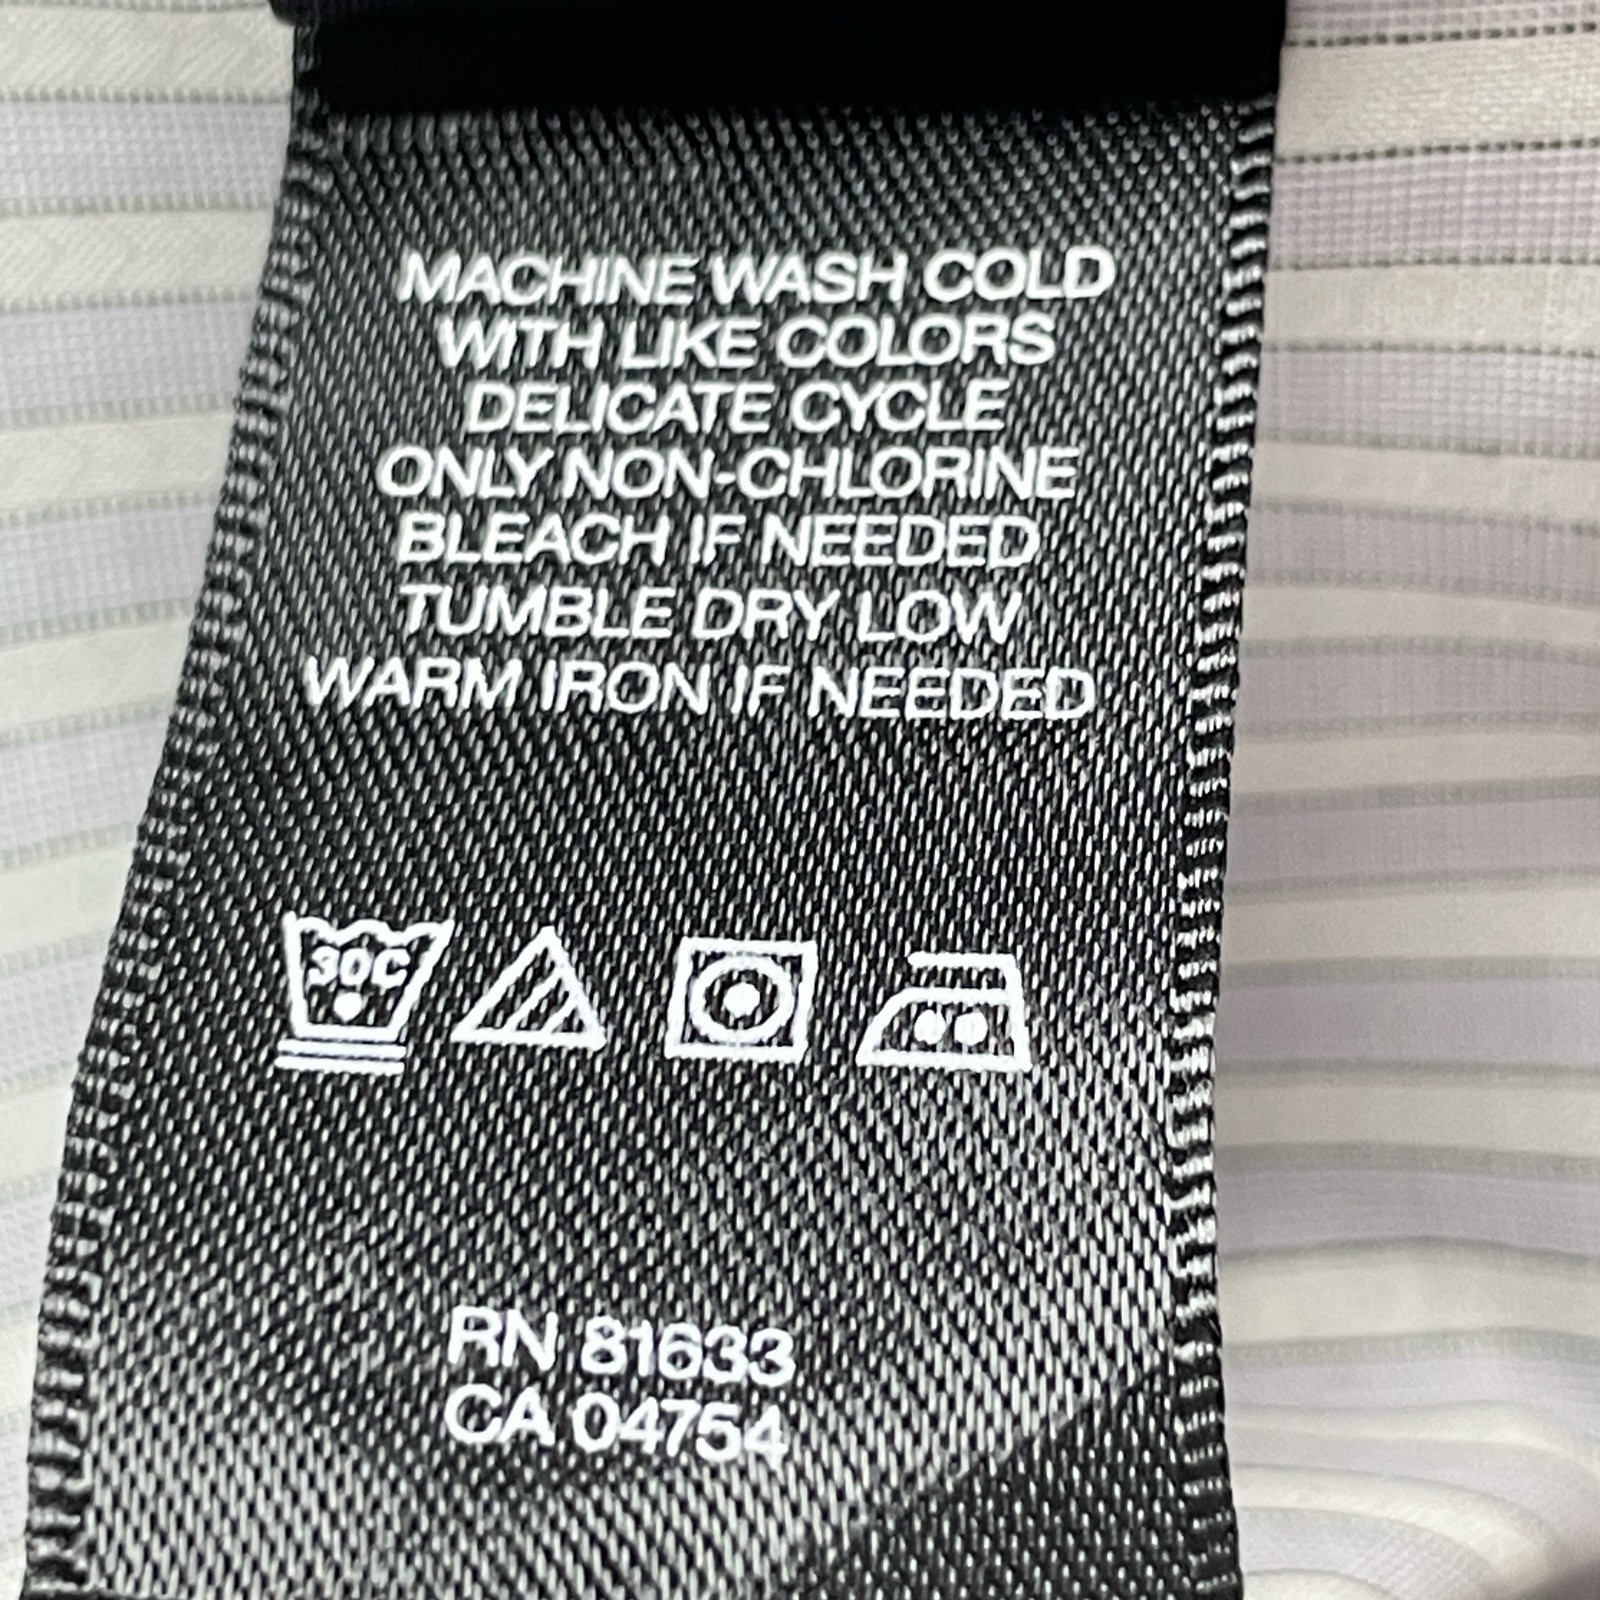 MACHINE WASH COLD
WITH LIKE COLORS
DELICATE CYCLE
ONLY NON-CHLORINE
BLEACH IF NEEDED
TUMBLE DRY LOW
WARM IRON IF NEEDED
30C
RN 81633
CA 04754